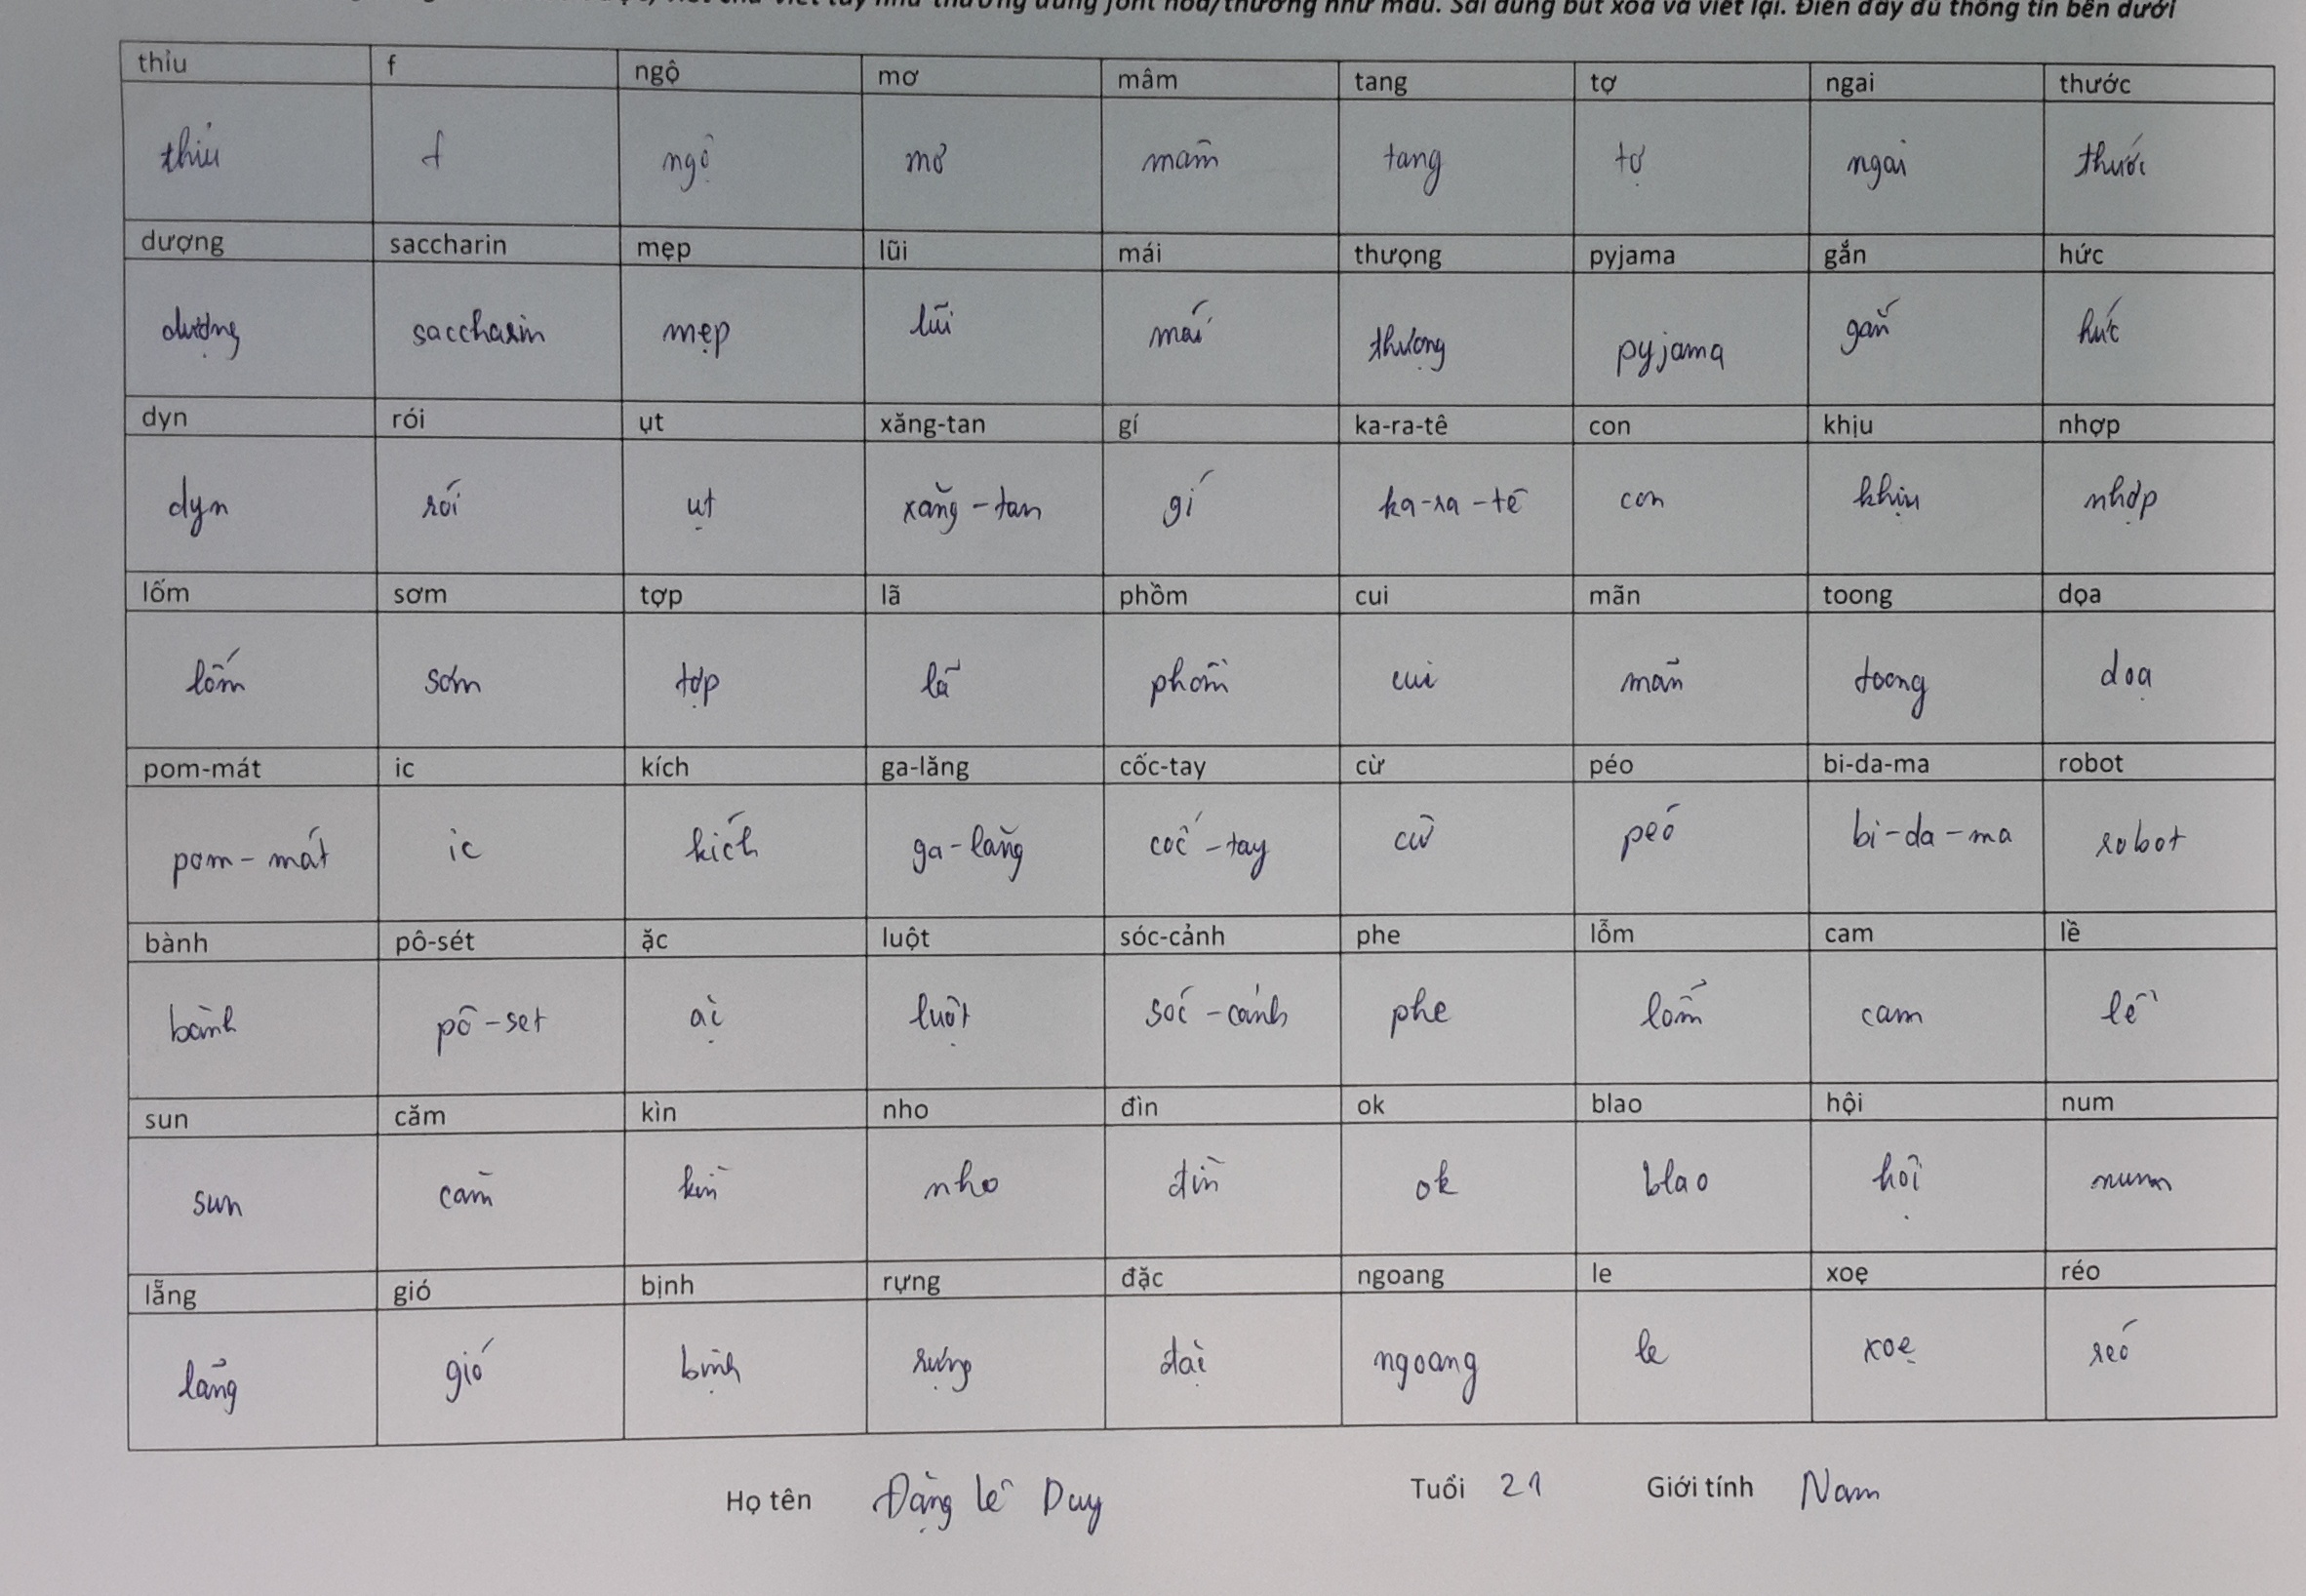 như thường dùng font hoa/thường như mẫu. Sai dùng bút xóa và viết lại. Điền đầy đủ thông tin bên dưới
thỉu f ngộ mơ mâm tang tợ ngai thước
thỉu f ngộ mơ mâm tang tợ ngai thước
dượng saccharin mẹp lũi mái thưọng pyjama gắn hức
dượng saccharin mẹp lũi mái thượng pyjama gắn hức
dyn rói ụt xăng-tan gí ka-ra-tê con khịu nhợp
dyn rói ụt xăng-tan gí ka-ra-tê con khịu nhợp
lốm sơm tợp lã phồm cui mãn toong dọa
lốm sơm tợp lã phồm cui mãn toong doạ
pom-mát ic kích ga-lăng cốc-tay cừ péo bi-da-ma robot
pom-mát ic kích ga-lăng cốc-tay cừ péo bi-da-ma robot
bành pô-sét ặc luột sóc-cảnh phe lỗm cam lề
bành pô-set ặc luột sóc-cảnh phe lỗm cam lề
sun căm kìn nho đìn ok blao hội num
sun căm kìn nho đìn ok blao hội num
lẵng gió bịnh rựng đặc ngoang le xoẹ réo
lẵng gió bịnh rựng đặc ngoang le xoẹ réo
Họ tên Đặng Lê Duy Tuổi 21 Giới tính Nam